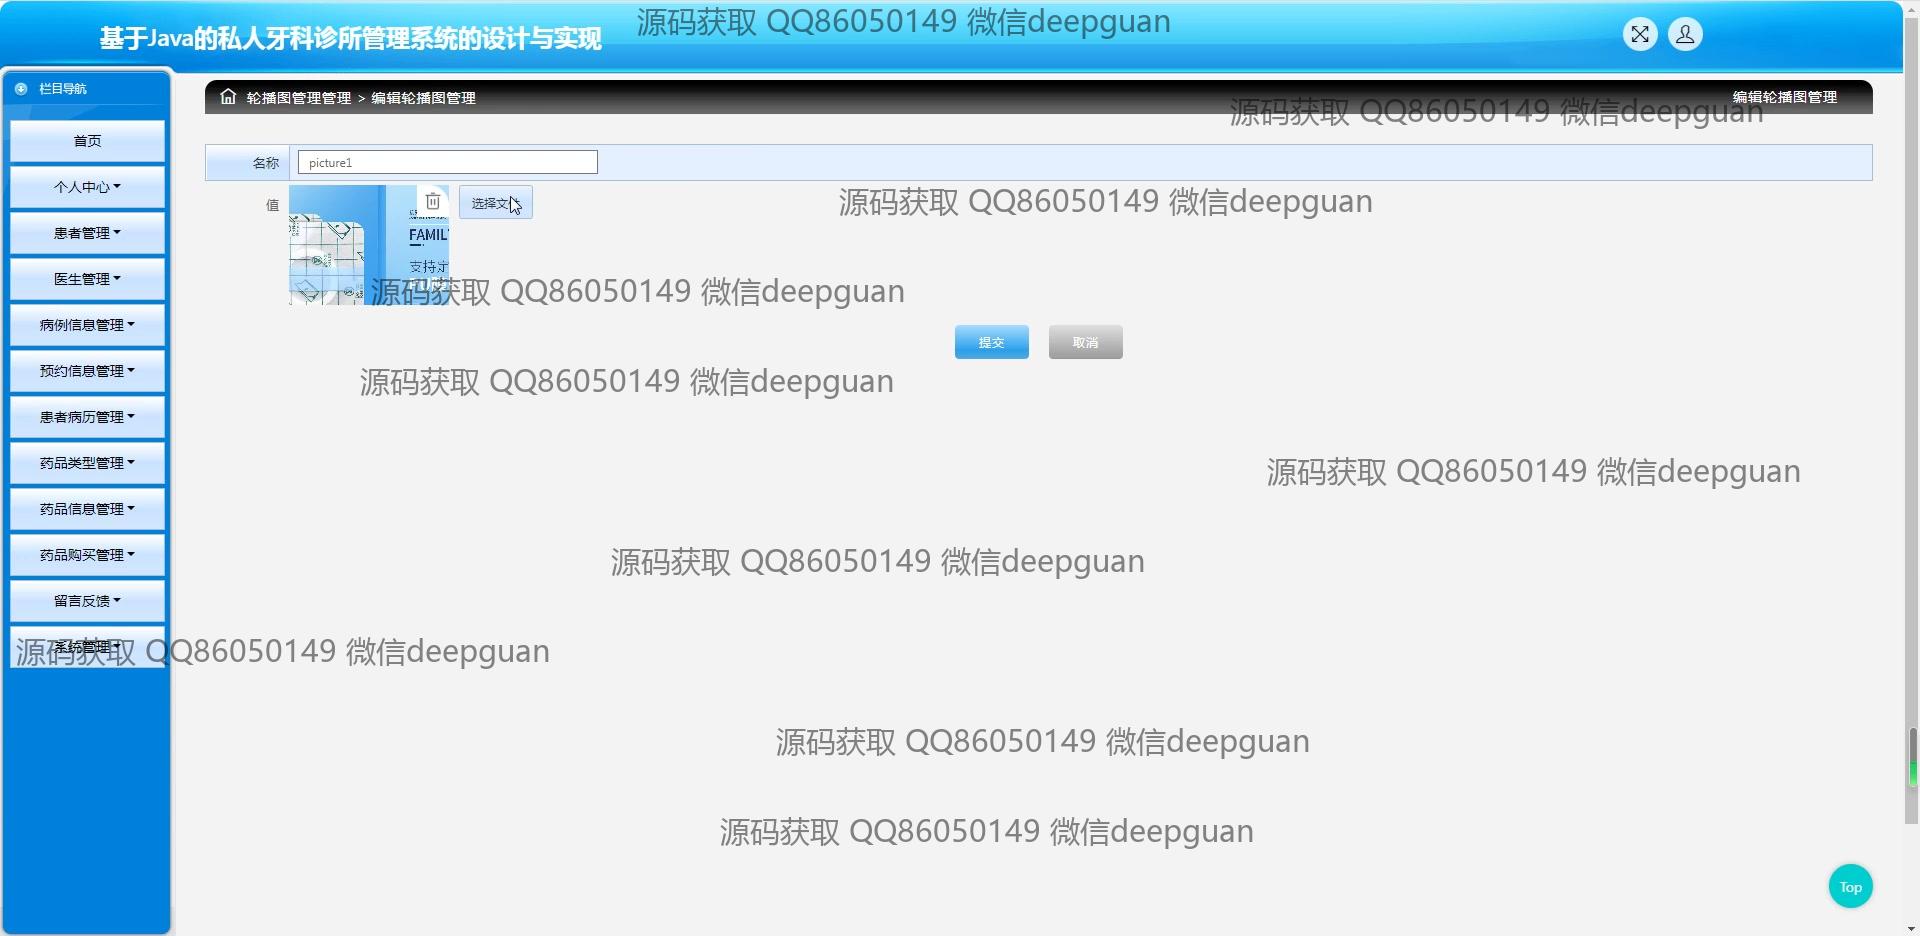 源码获取 QQ86050149 微信deepguan
基于Java的私人牙科诊所管理系统的设计与实现
栏目导航
轮播图管理管理 > 编辑轮播图管理
编辑轮播图管理
源码获取 QQ86050149 微信deepguan
首页
名称
picture1
个人中心
值
选择文
源码获取 QQ86050149 微信deepguan
患者管理
FAMIL
医生管理
支持定
源码获取 QQ86050149 微信deepguan
病例信息管理
提交
取消
预约信息管理
源码获取 QQ86050149 微信deepguan
患者病历管理
药品类型管理
源码获取 QQ86050149 微信deepguan
药品信息管理
药品购买管理
源码获取 QQ86050149 微信deepguan
留言反馈
系统管理
源码获取 QQ86050149 微信deepguan
源码获取 QQ86050149 微信deepguan
源码获取 QQ86050149 微信deepguan
Top